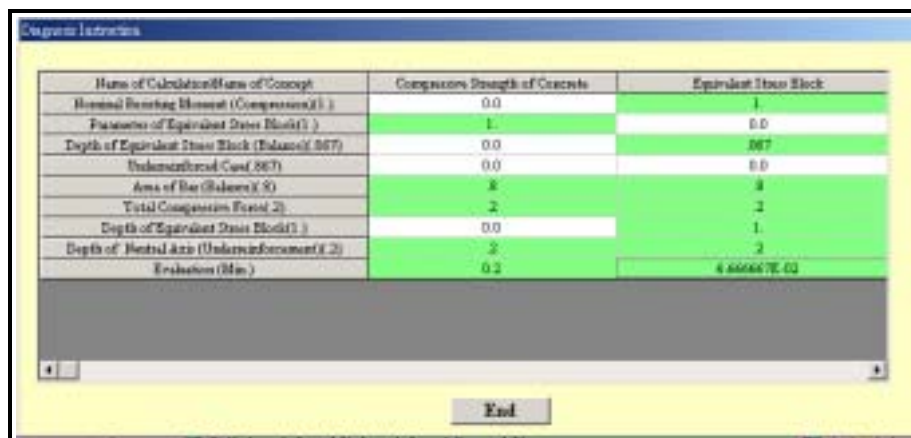 Diagnosis Instruction
Name of Calculation\Name of Concept Compressive Strength of Concrete Equivalent Stress Block
Nominal Resisting Moment (Compression)(1.) 0.0 1.
Parameter of Equivalent Stress Block(1.) 1. 0.0
Depth of Equivalent Stress Block (Balance)(.067) 0.0 .067
Underreinforced Case(.867) 0.0 0.0
Area of Bar (Balance)(.8) .8 .8
Total Compressive Force(.2) .2 .2
Depth of Equivalent Stress Block(1.) 0.0 1.
Depth of Neutral Axis (Underreinforcement)(.2) .2 .2
Evaluation (Min.) 0.2 6.666667E-02
End